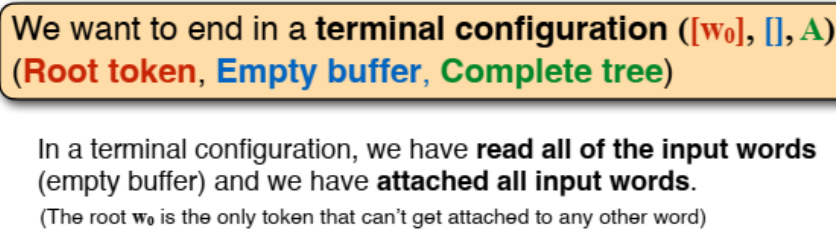 We want to end in a terminal configuration ([w₀], [], A)
(Root token, Empty buffer, Complete tree)
In a terminal configuration, we have read all of the input words
(empty buffer) and we have attached all input words.
(The root w₀ is the only token that can't get attached to any other word)